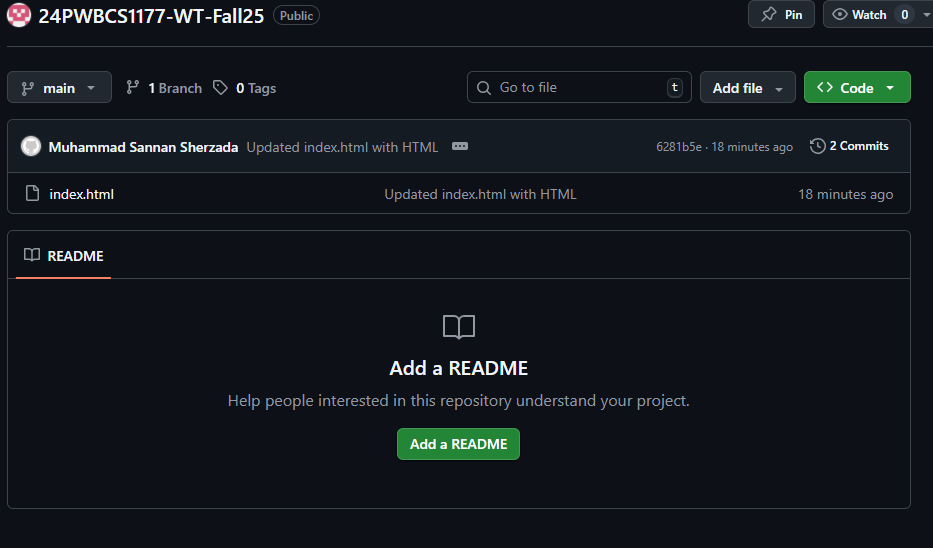 24PWBCS1177-WT-Fall25 Public Pin Watch 0
main 1 Branch 0 Tags Go to file t Add file Code
Muhammad Sannan Sherzada Updated index.html with HTML 6281b5e · 18 minutes ago 2 Commits
index.html Updated index.html with HTML 18 minutes ago
README
Add a README
Help people interested in this repository understand your project.
Add a README